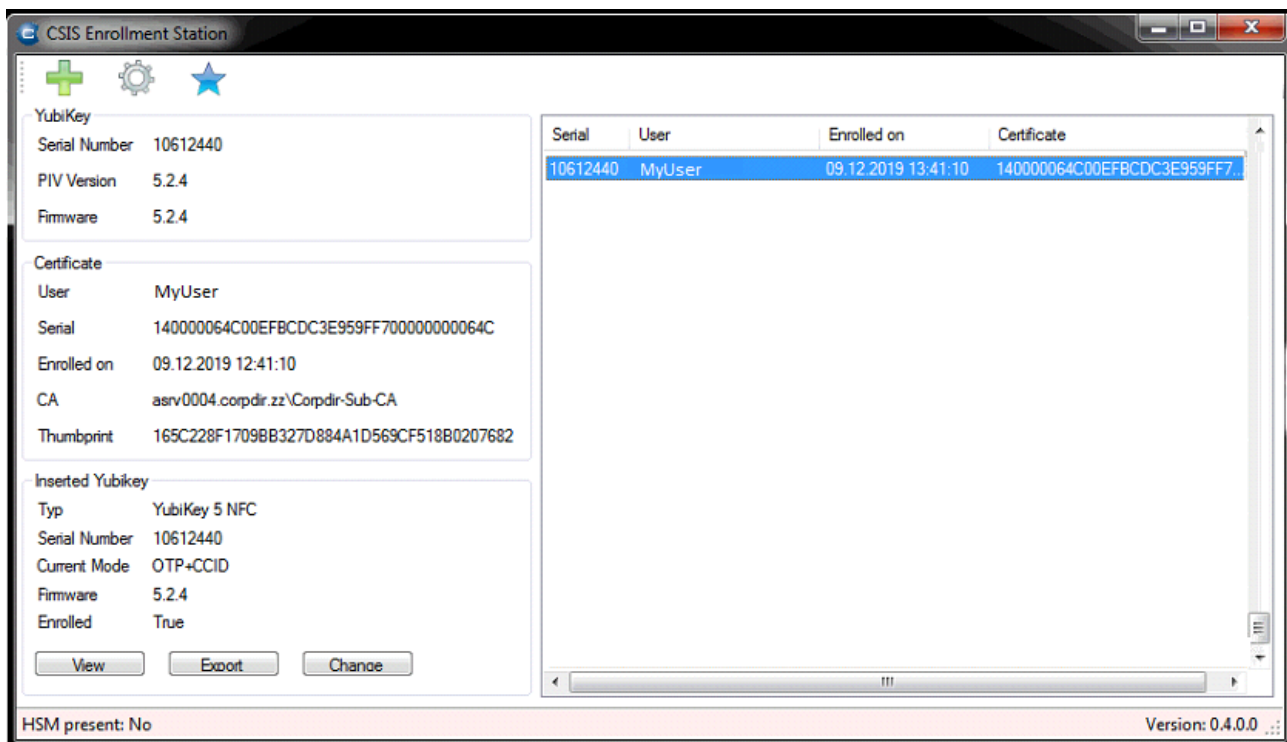 CSIS Enrollment Station
YubiKey
Serial Number 10612440
PIV Version 5.2.4
Firmware 5.2.4
Certificate
User MyUser
Serial 140000064C00EFBCDC3E959FF700000000064C
Enrolled on 09.12.2019 12:41:10
CA asrv0004.corpdir.zz\Corpdir-Sub-CA
Thumbprint 165C228F1709BB327D884A1D569CF518B0207682
Inserted Yubikey
Typ YubiKey 5 NFC
Serial Number 10612440
Current Mode OTP+CCID
Firmware 5.2.4
Enrolled True
View Export Change
Serial User Enrolled on Certificate
10612440 MyUser 09.12.2019 13:41:10 140000064C00EFBCDC3E959FF7...
HSM present: No
Version: 0.4.0.0